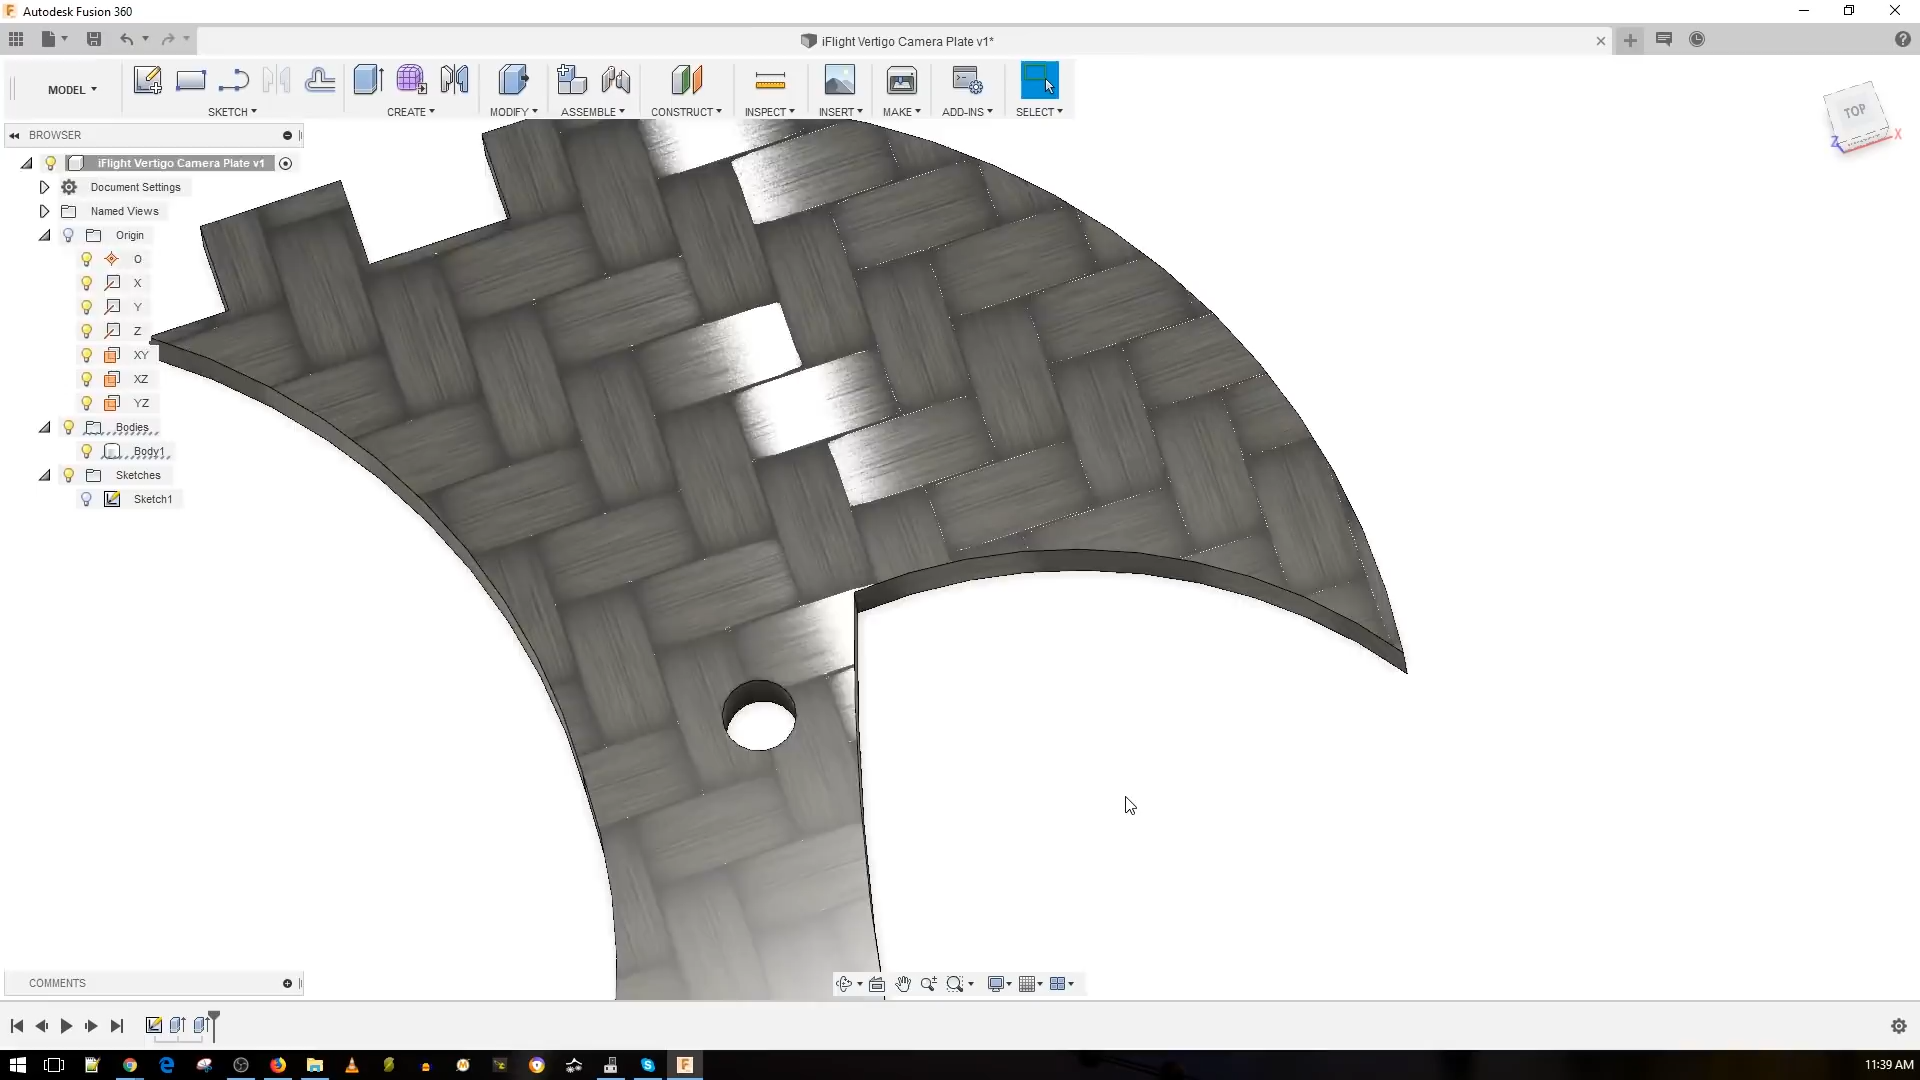 Autodesk Fusion 360
iFlight Vertigo Camera Plate v1*
MODEL
SKETCH
CREATE
MODIFY
ASSEMBLE
CONSTRUCT
INSPECT
INSERT
MAKE
ADD-INS
SELECT
BROWSER
TOP
X
Z
iFlight Vertigo Camera Plate v1
Document Settings
Named Views
Origin
O
X
Y
Z
XY
XZ
YZ
Bodies
Body1
Sketches
Sketch1
COMMENTS
11:39 AM